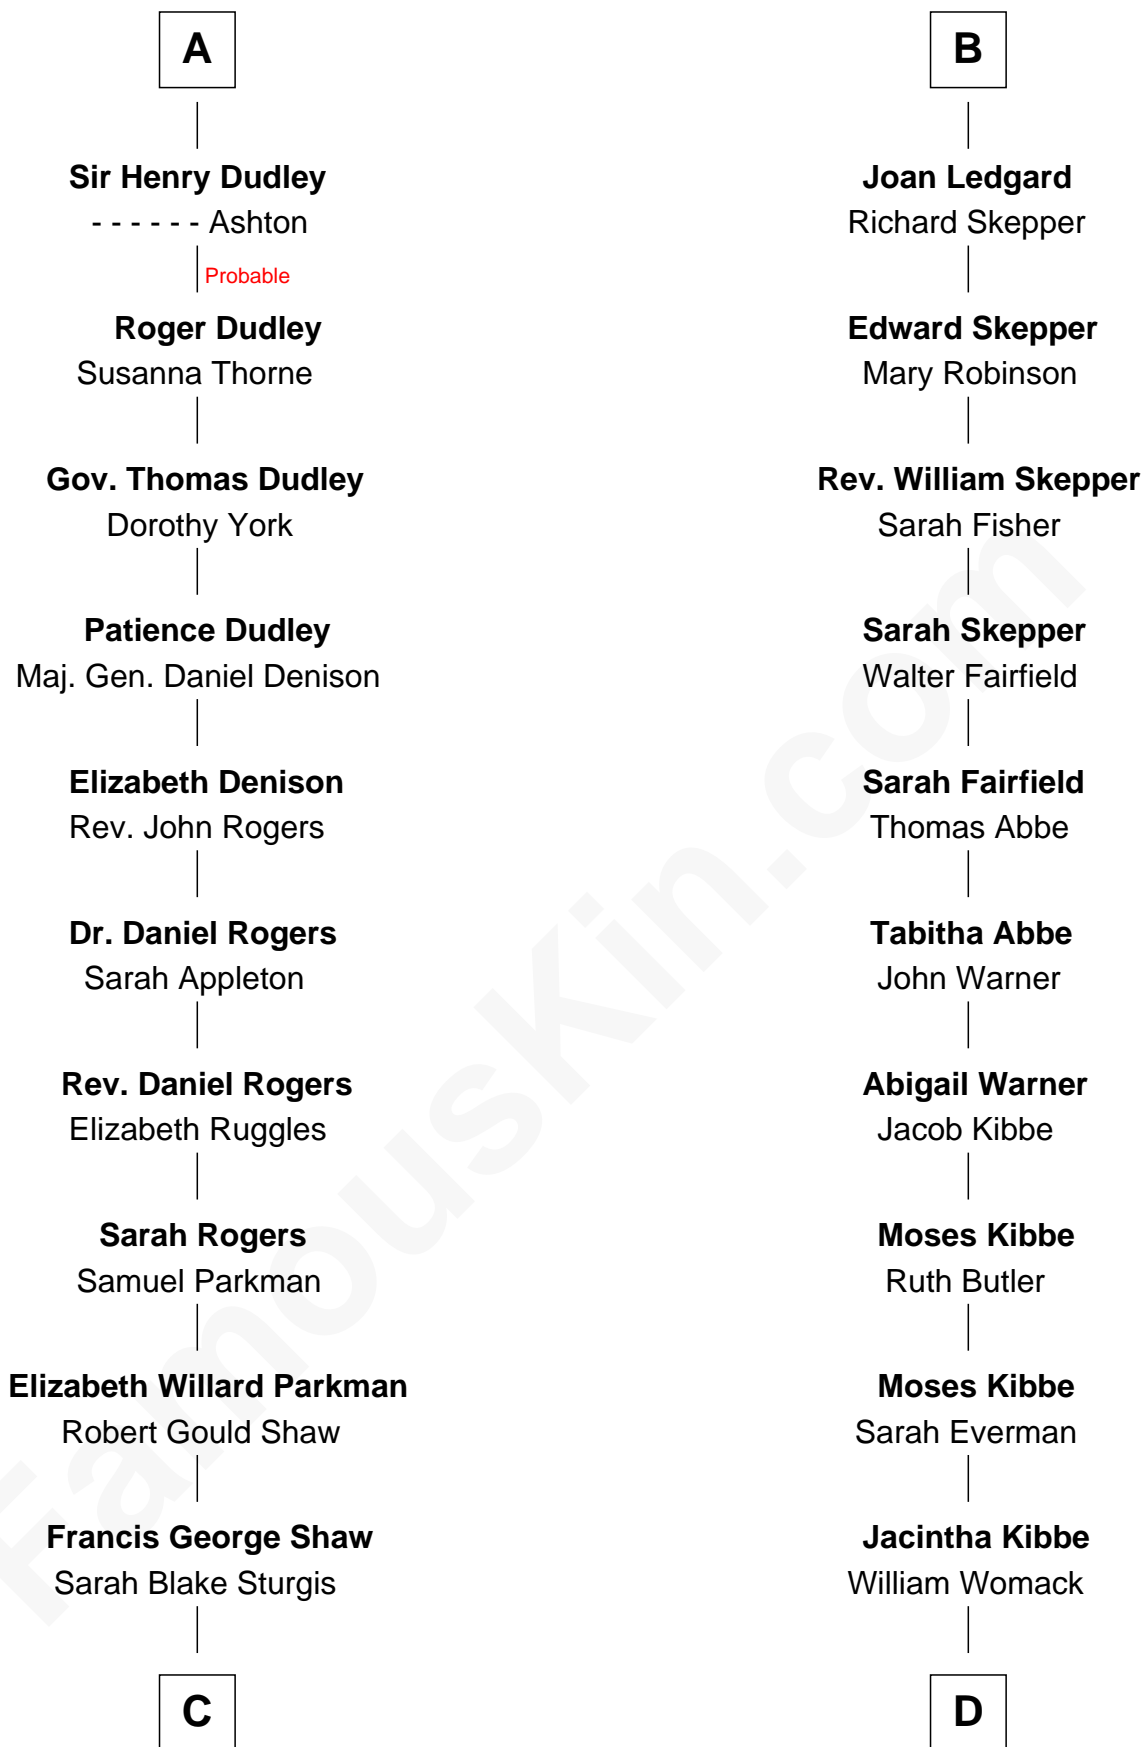 A
Sir Henry Dudley
- - - - - - Ashton
Probable
Roger Dudley
Susanna Thorne
Gov. Thomas Dudley
Dorothy York
Patience Dudley
Maj. Gen. Daniel Denison
Elizabeth Denison
Rev. John Rogers
Dr. Daniel Rogers
Sarah Appleton
Rev. Daniel Rogers
Elizabeth Ruggles
Sarah Rogers
Samuel Parkman
Elizabeth Willard Parkman
Robert Gould Shaw
Francis George Shaw
Sarah Blake Sturgis
C
B
Joan Ledgard
Richard Skepper
Edward Skepper
Mary Robinson
Rev. William Skepper
Sarah Fisher
Sarah Skepper
Walter Fairfield
Sarah Fairfield
Thomas Abbe
Tabitha Abbe
John Warner
Abigail Warner
Jacob Kibbe
Moses Kibbe
Ruth Butler
Moses Kibbe
Sarah Everman
Jacintha Kibbe
William Womack
D
FamousKin.com